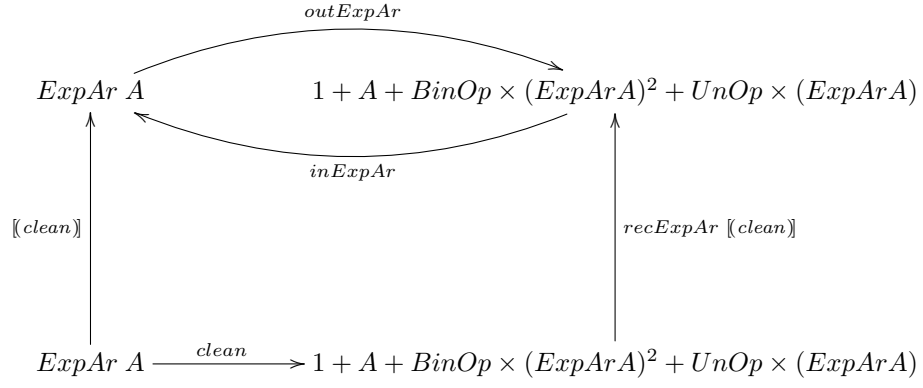 outExpAr
ExpAr A 1 + A + BinOp × (ExpArA)² + UnOp × (ExpArA)
inExpAr
[(clean)] recExpAr [(clean)]
ExpAr A clean 1 + A + BinOp × (ExpArA)² + UnOp × (ExpArA)